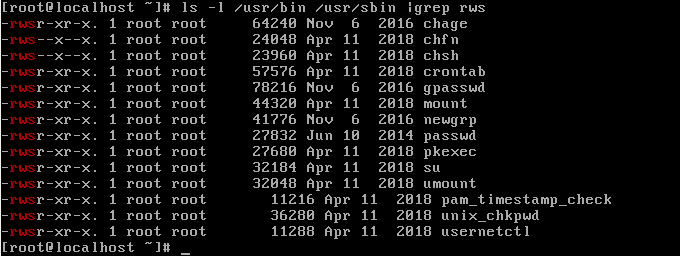 [root@localhost ~]# ls -l /usr/bin /usr/sbin |grep rws
-rwsr-xr-x. 1 root root      64240 Nov  6  2016 chage
-rws--x--x. 1 root root      24048 Apr 11  2018 chfn
-rws--x--x. 1 root root      23960 Apr 11  2018 chsh
-rwsr-xr-x. 1 root root      57576 Apr 11  2018 crontab
-rwsr-xr-x. 1 root root      78216 Nov  6  2016 gpasswd
-rwsr-xr-x. 1 root root      44320 Apr 11  2018 mount
-rwsr-xr-x. 1 root root      41776 Nov  6  2016 newgrp
-rwsr-xr-x. 1 root root      27832 Jun 10  2014 passwd
-rwsr-xr-x. 1 root root      27680 Apr 11  2018 pkexec
-rwsr-xr-x. 1 root root      32184 Apr 11  2018 su
-rwsr-xr-x. 1 root root      32048 Apr 11  2018 umount
-rwsr-xr-x. 1 root root        11216 Apr 11  2018 pam_timestamp_check
-rwsr-xr-x. 1 root root        36280 Apr 11  2018 unix_chkpwd
-rwsr-xr-x. 1 root root        11288 Apr 11  2018 usernetctl
[root@localhost ~]# _